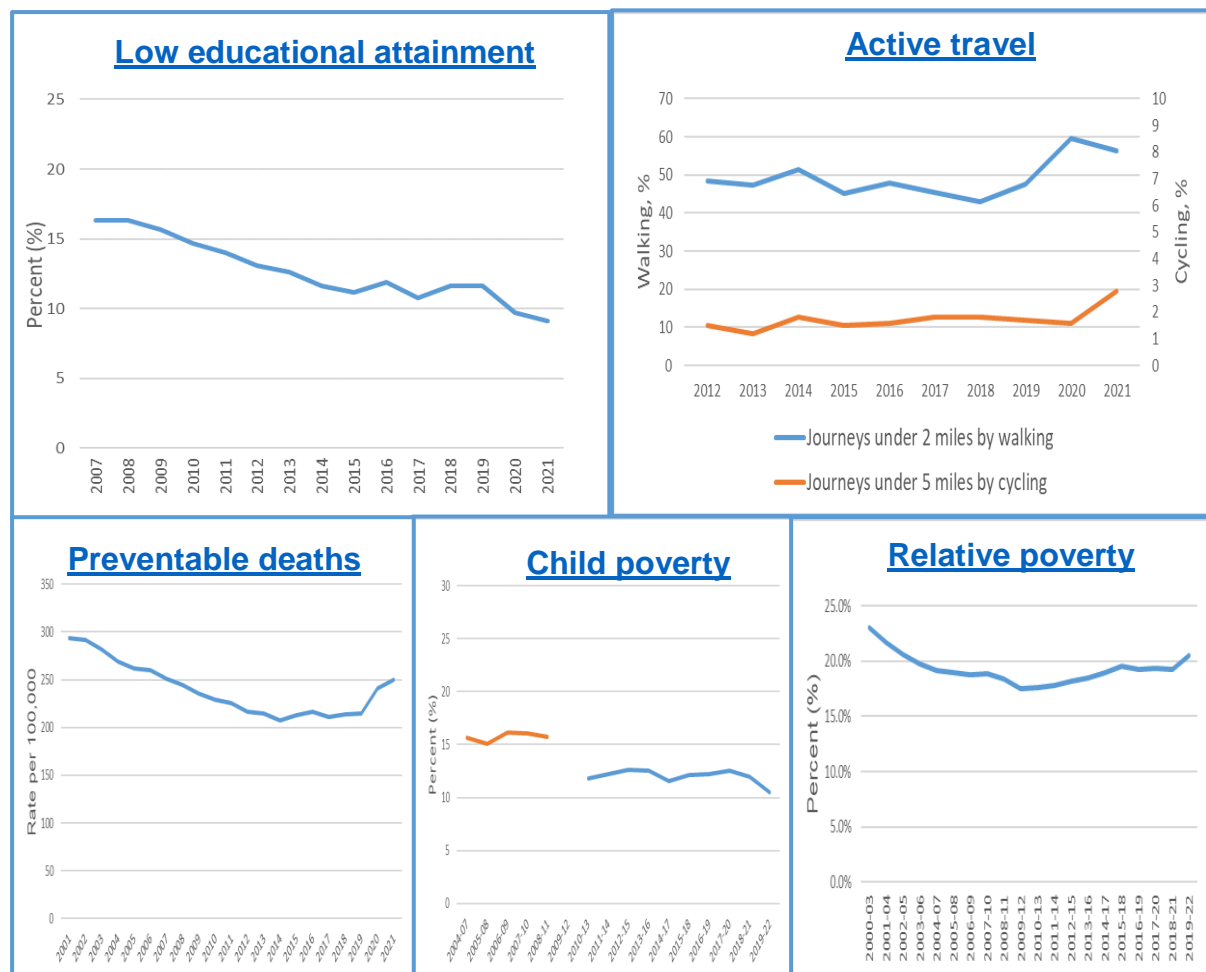 Low educational attainment
Percent (%)
25
20
15
10
5
0
2007 2008 2009 2010 2011 2012 2013 2014 2015 2016 2017 2018 2019 2020 2021
Active travel
Walking, %
70
60
50
40
30
20
10
0
Cycling, %
10
9
8
7
6
5
4
3
2
1
0
2012 2013 2014 2015 2016 2017 2018 2019 2020 2021
Journeys under 2 miles by walking
Journeys under 5 miles by cycling
Preventable deaths
Rate per 100,000
350
300
250
200
150
100
50
0
2001 2002 2003 2004 2005 2006 2007 2008 2009 2010 2011 2012 2013 2014 2015 2016 2017 2018 2019 2020 2021
Child poverty
Percent (%)
30
25
20
15
10
5
0
2004-07 2005-08 2006-09 2007-10 2008-11 2009-12 2010-13 2011-14 2012-15 2013-16 2014-17 2015-18 2016-19 2017-20 2018-21 2019-22
Relative poverty
Percent (%)
25.0%
20.0%
15.0%
10.0%
5.0%
0.0%
2000-03 2001-04 2002-05 2003-06 2004-07 2005-08 2006-09 2007-10 2008-11 2009-12 2010-13 2011-14 2012-15 2013-16 2014-17 2015-18 2016-19 2017-20 2018-21 2019-22